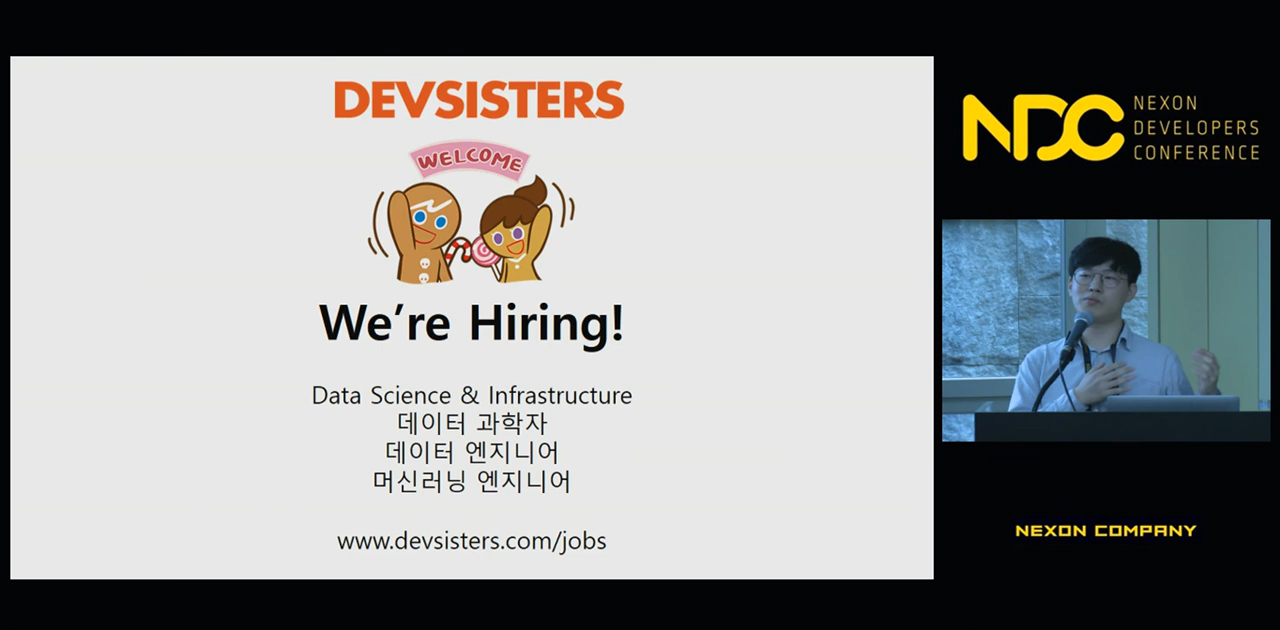 DEVSISTERS
WELCOME
We're Hiring!
Data Science & Infrastructure
데이터 과학자
데이터 엔지니어
머신러닝 엔지니어
www.devsisters.com/jobs
NDC
NEXON
DEVELOPERS
CONFERENCE
NEXON COMPANY